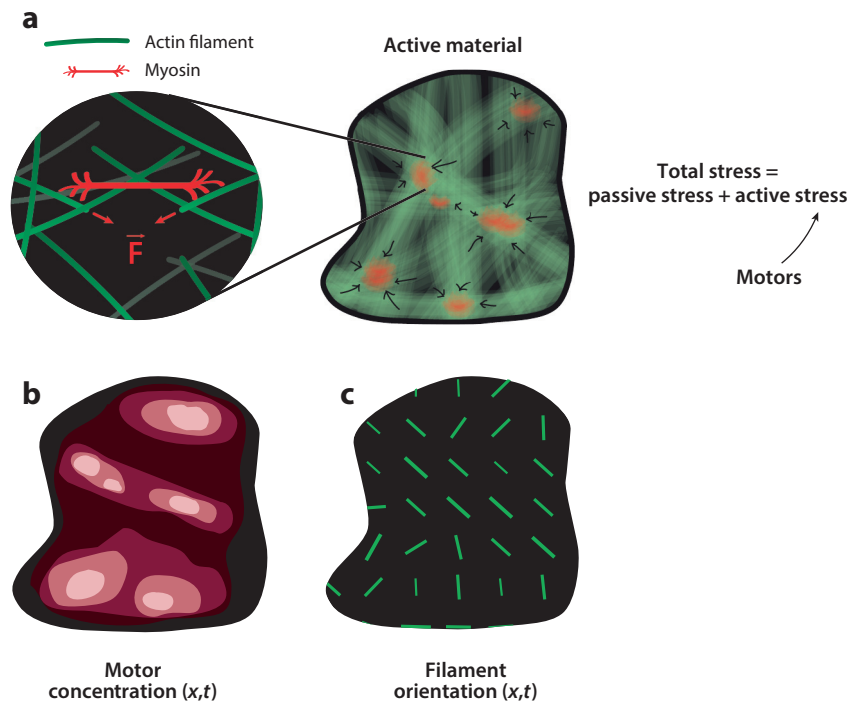 a
Actin filament
Myosin
Active material
F
Total stress =
passive stress + active stress
Motors
b
c
Motor
concentration (x,t)
Filament
orientation (x,t)